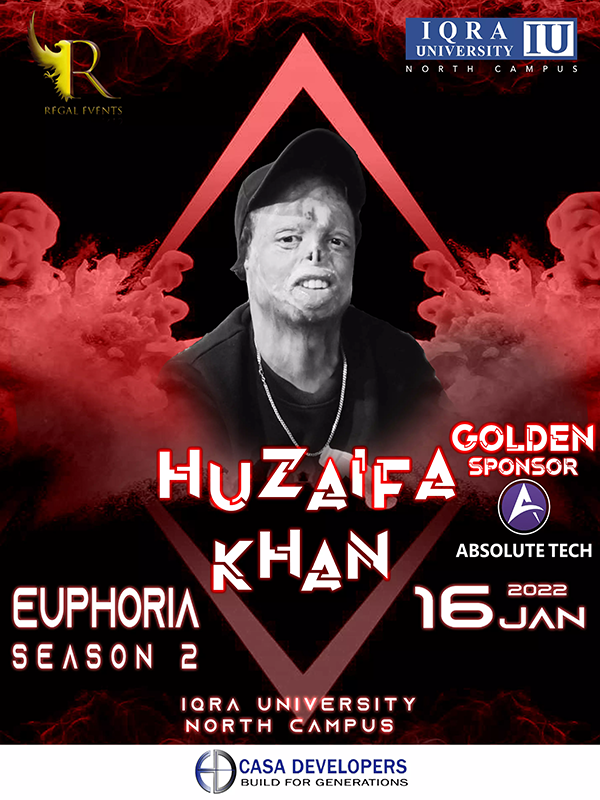 R
REGAL EVENTS
IQRA
UNIVERSITY
IU
NORTH CAMPUS
HUZAIFA
KHAN
GOLDEN
SPONSOR
A
ABSOLUTE TECH
EUPHORIA
SEASON 2
16
2022
JAN
IQRA UNIVERSITY
NORTH CAMPUS
CASA DEVELOPERS
BUILD FOR GENERATIONS